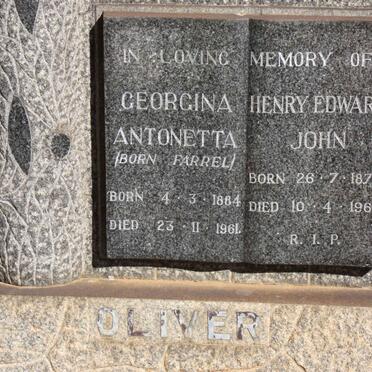 IN LOVING
GEORGINA
ANTONETTA
(BORN FARREL)
BORN 4 · 3 · 1884
DIED 23 · 11 · 1961
MEMORY OF
HENRY EDWAR
JOHN
BORN 26 · 7 · 187
DIED 10 · 4 · 196
R. I. P.
OLIVER